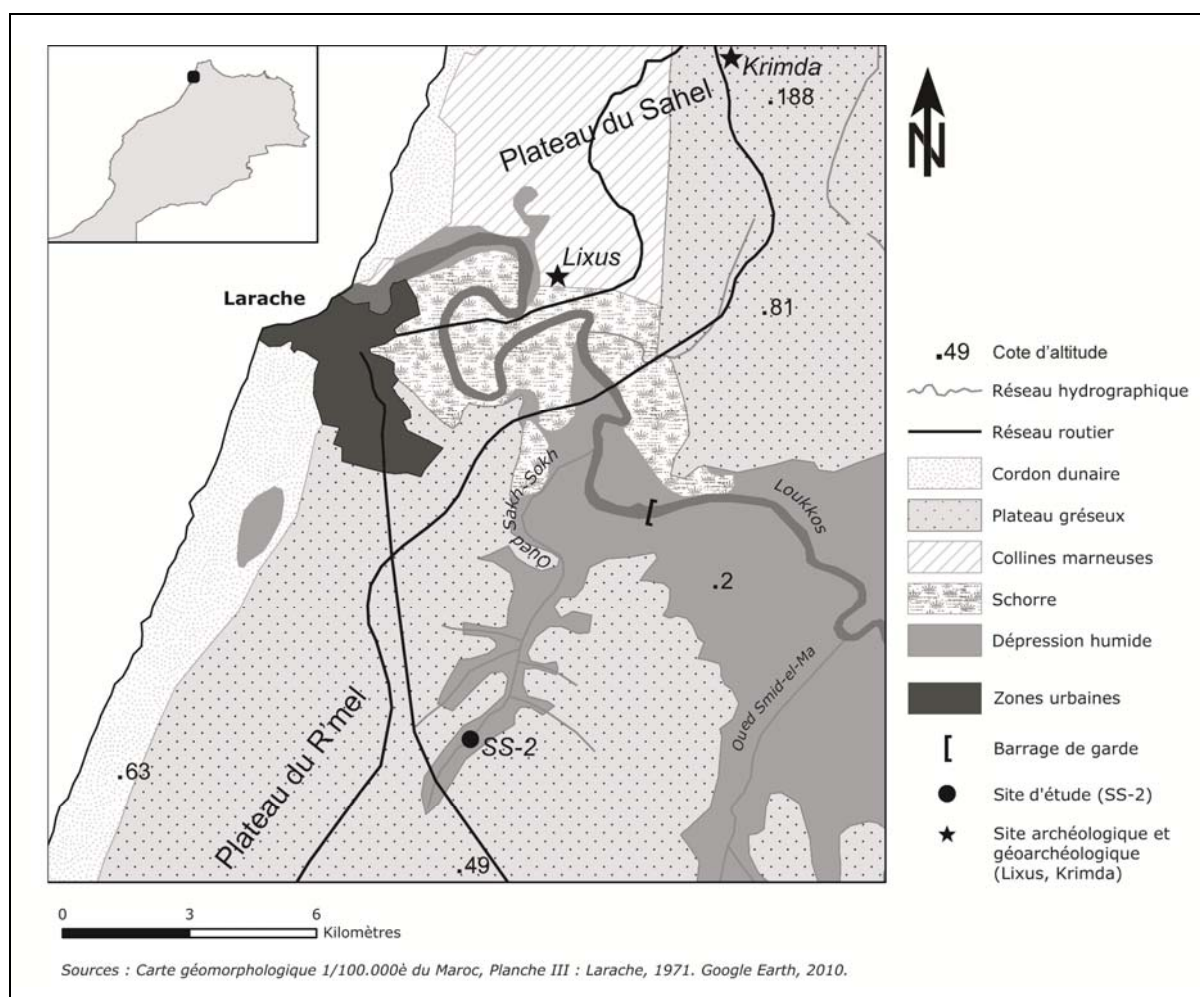 Krimda
.188
Plateau du Sahel
N
Lixus
Larache
.81
Oued Sakh-Sokh
Loukkos
[
.2
Oued Smid-el-Ma
SS-2
Plateau du R'mel
.63
.49
.49 Cote d'altitude
Réseau hydrographique
Réseau routier
Cordon dunaire
Plateau gréseux
Collines marneuses
Schorre
Dépression humide
Zones urbaines
[ Barrage de garde
Site d'étude (SS-2)
Site archéologique et
géoarchéologique
(Lixus, Krimda)
0 3 6
Kilomètres
Sources : Carte géomorphologique 1/100.000è du Maroc, Planche III : Larache, 1971. Google Earth, 2010.